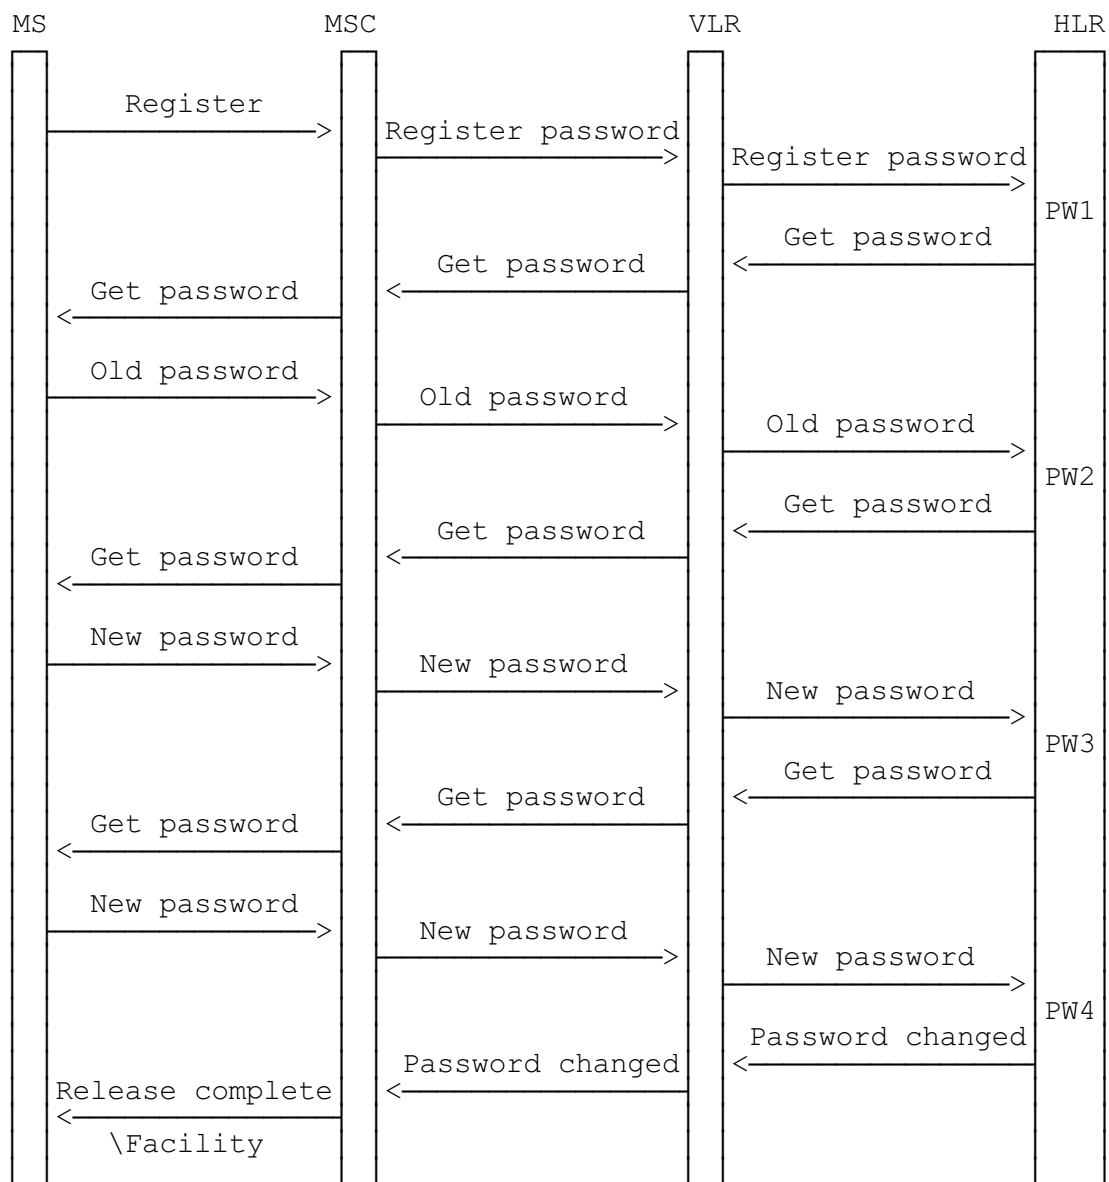 MS MSC VLR HLR
Register
Register password
Register password
PW1
Get password
Get password
Get password
Old password
Old password
Old password
PW2
Get password
Get password
Get password
New password
New password
New password
PW3
Get password
Get password
Get password
New password
New password
New password
PW4
Password changed
Password changed
Release complete
\Facility